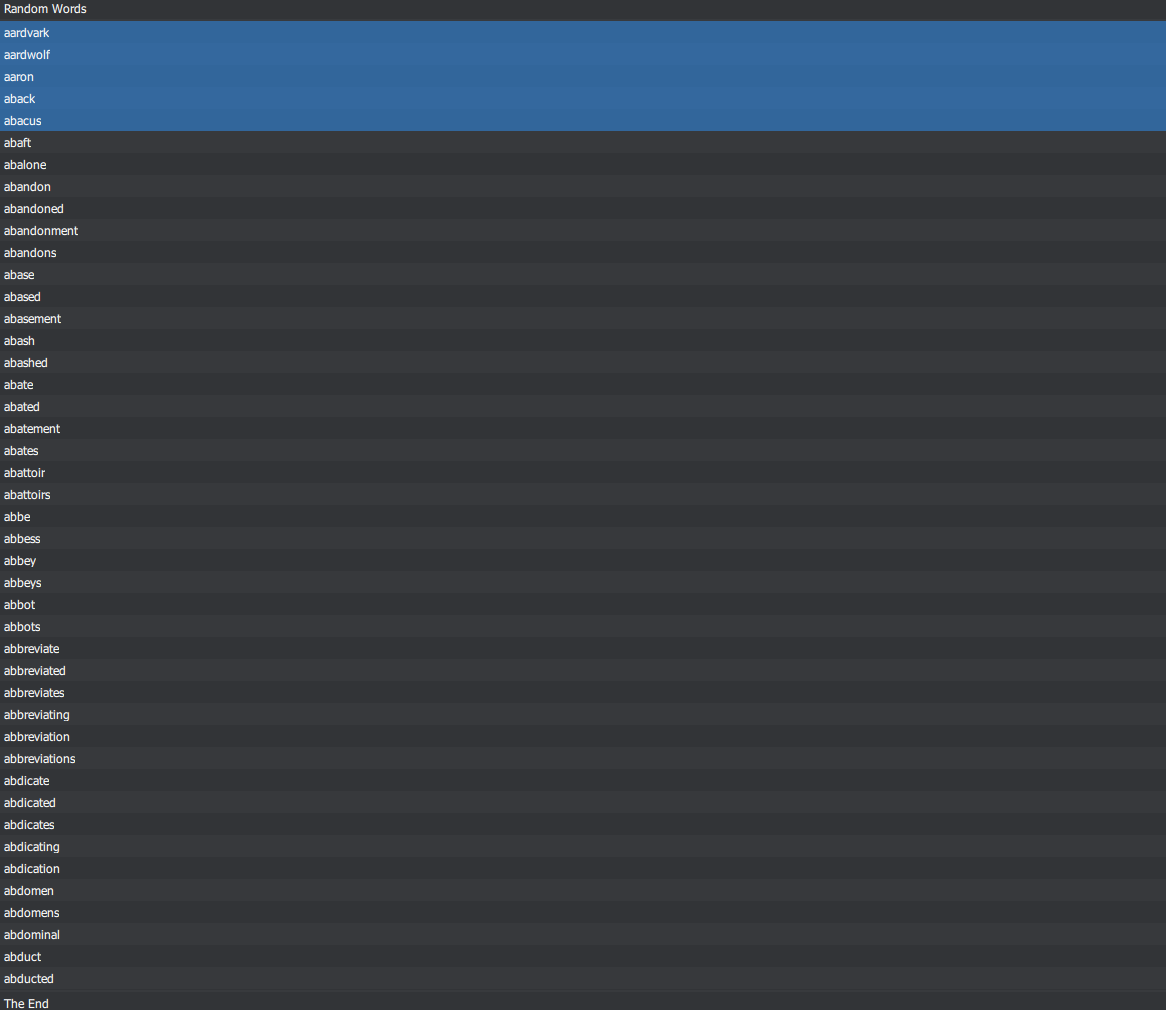 Random Words
aardvark
aardwolf
aaron
aback
abacus
abaft
abalone
abandon
abandoned
abandonment
abandons
abase
abased
abasement
abash
abashed
abate
abated
abatement
abates
abattoir
abattoirs
abbe
abbess
abbey
abbeys
abbot
abbots
abbreviate
abbreviated
abbreviates
abbreviating
abbreviation
abbreviations
abdicate
abdicated
abdicates
abdicating
abdication
abdomen
abdomens
abdominal
abduct
abducted
The End